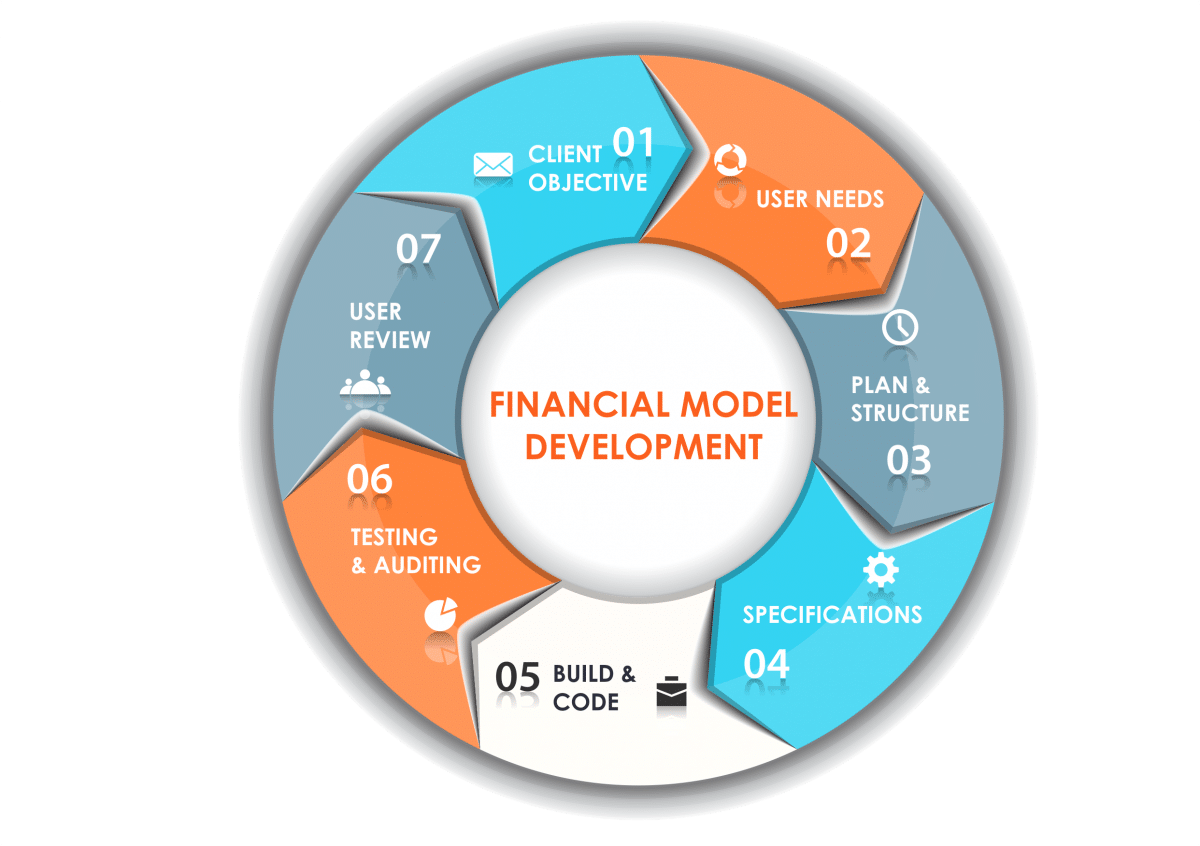 FINANCIAL MODEL
DEVELOPMENT
01
CLIENT
OBJECTIVE
USER NEEDS
02
PLAN &
STRUCTURE
03
SPECIFICATIONS
04
05
BUILD &
CODE
06
TESTING
& AUDITING
07
USER
REVIEW